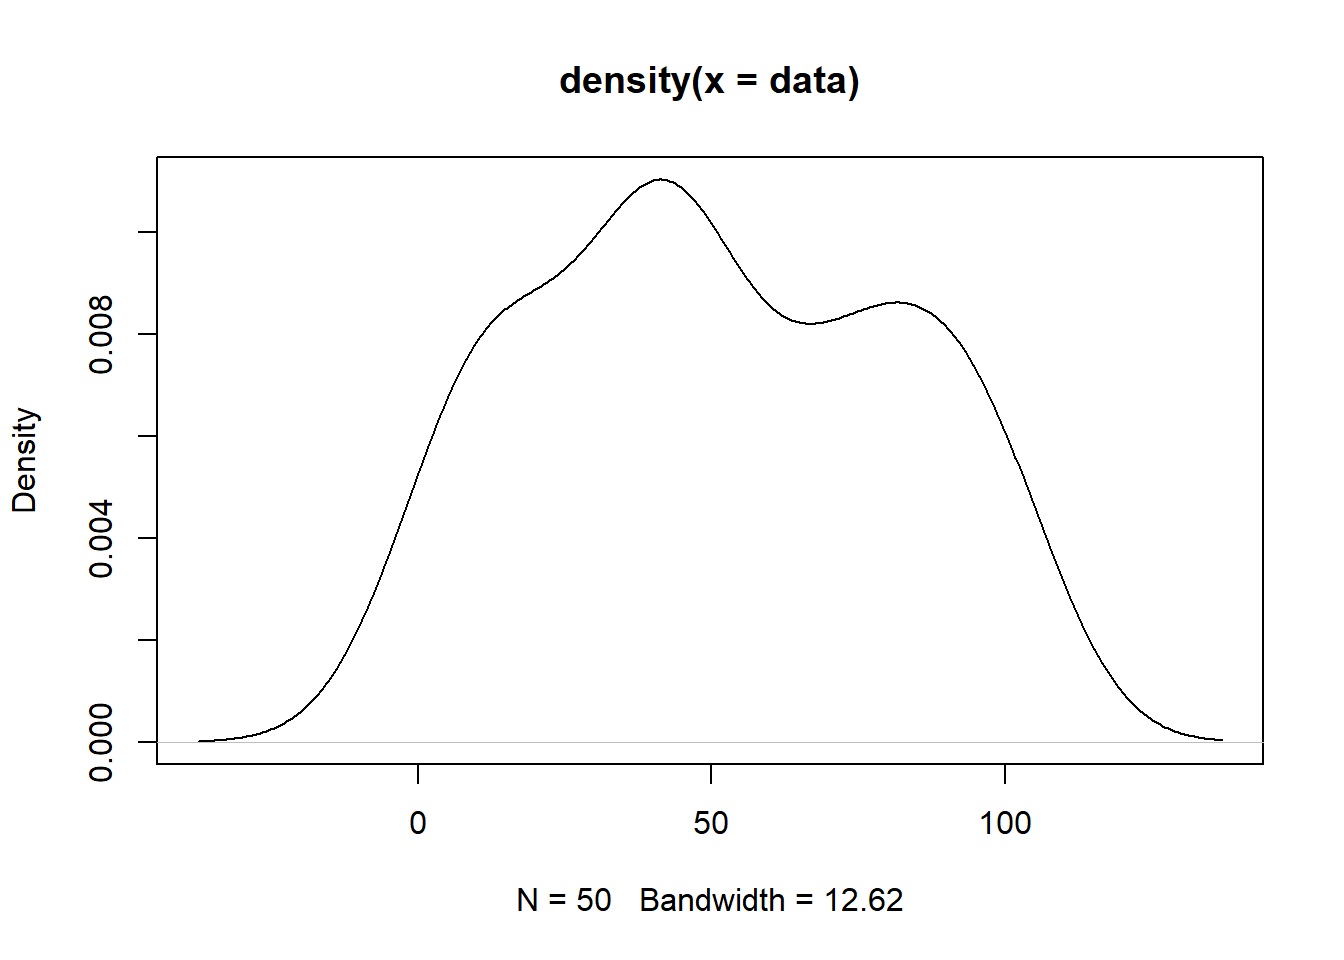 density(x = data)
Density
0.000
0.004
0.008
0
50
100
N = 50   Bandwidth = 12.62